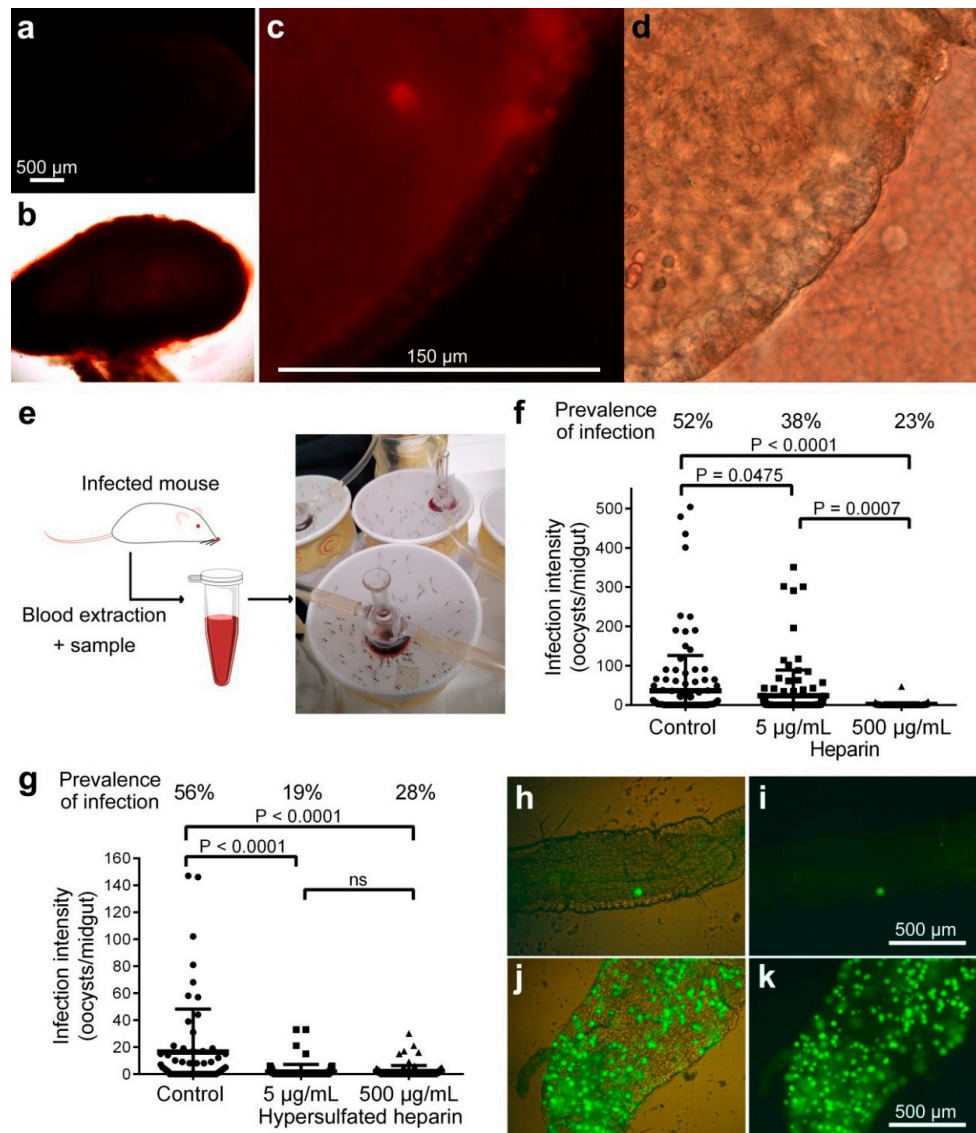 a
500 µm
b
c
150 µm
d
e
Infected mouse
Blood extraction
+ sample
f
Prevalence
of infection
52%
38%
23%
P < 0.0001
P = 0.0475
P = 0.0007
Infection intensity
(oocysts/midgut)
500
400
300
200
100
0
Control
5 µg/mL
500 µg/mL
Heparin
g
Prevalence
of infection
56%
19%
28%
P < 0.0001
P < 0.0001
ns
Infection intensity
(oocysts/midgut)
160
140
120
100
80
60
40
20
0
Control
5 µg/mL
500 µg/mL
Hypersulfated heparin
h
i
500 µm
j
k
500 µm